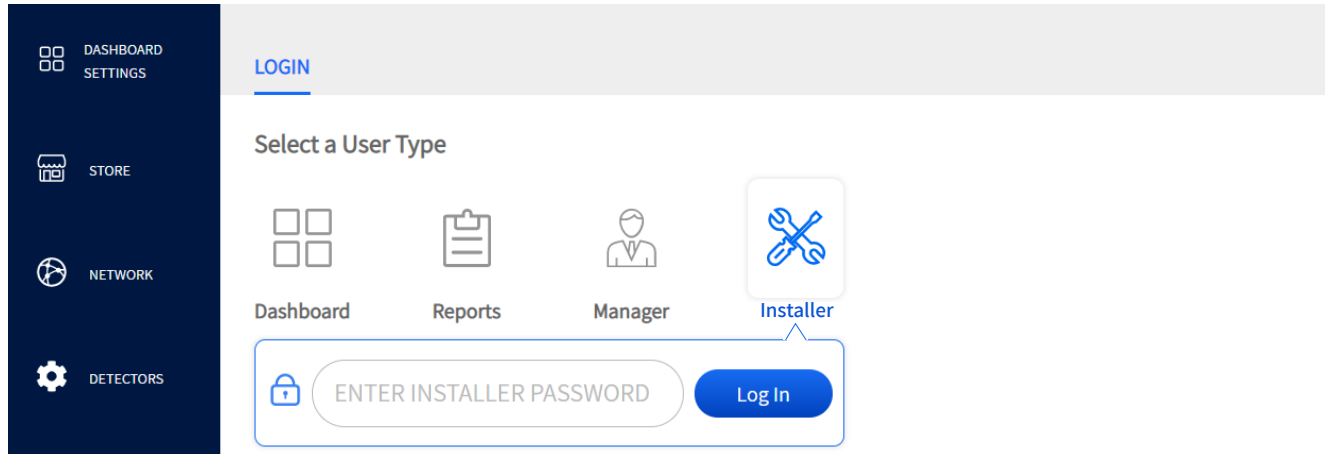 DASHBOARD
SETTINGS
STORE
NETWORK
DETECTORS
LOGIN
Select a User Type
Dashboard
Reports
Manager
Installer
ENTER INSTALLER PASSWORD
Log In